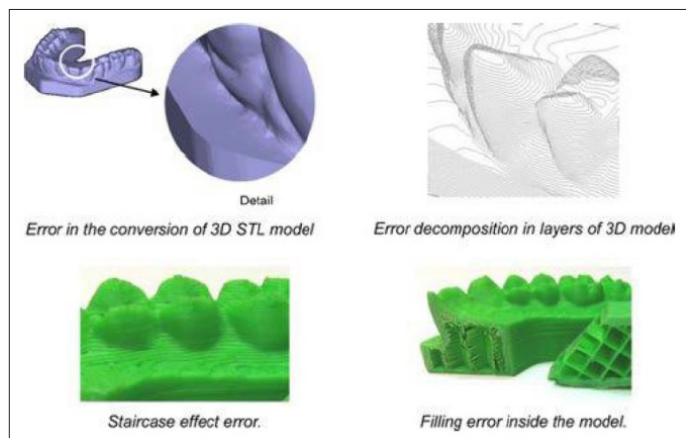 Detail
Error in the conversion of 3D STL model
Error decomposition in layers of 3D model
Staircase effect error.
Filling error inside the model.